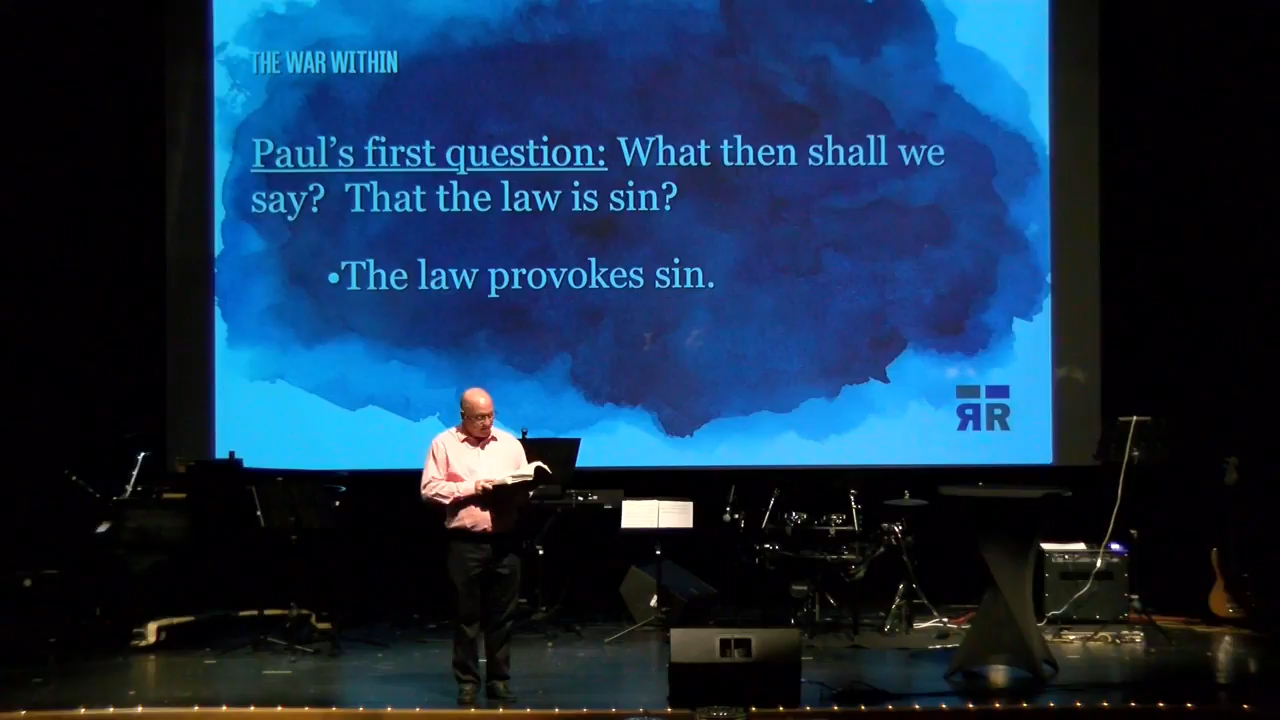 THE WAR WITHIN
Paul’s first question: What then shall we
say?  That the law is sin?
•The law provokes sin.
ЯR